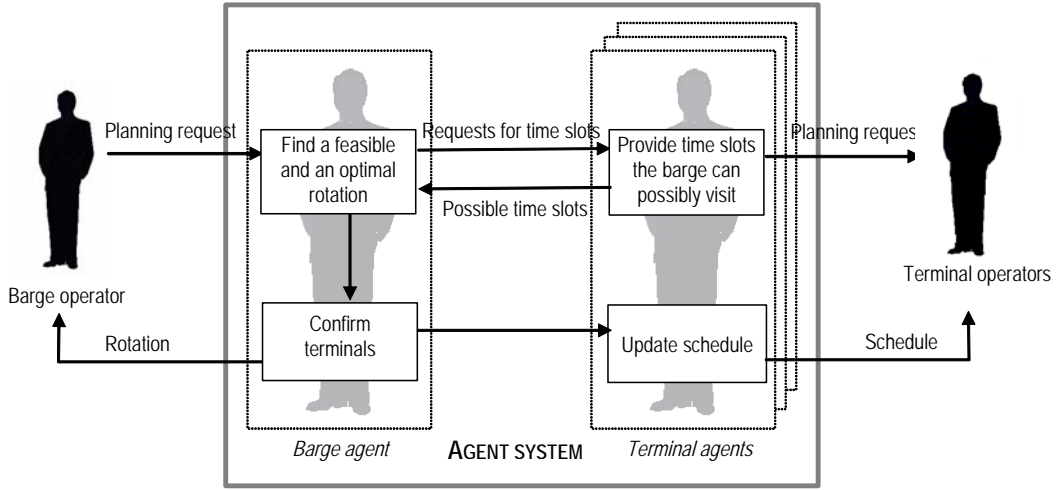 Planning request
Find a feasible
and an optimal
rotation
Requests for time slots
Possible time slots
Provide time slots
the barge can
possibly visit
Planning reques
Barge operator
Terminal operators
Confirm
terminals
Rotation
Update schedule
Schedule
Barge agent
AGENT SYSTEM
Terminal agents